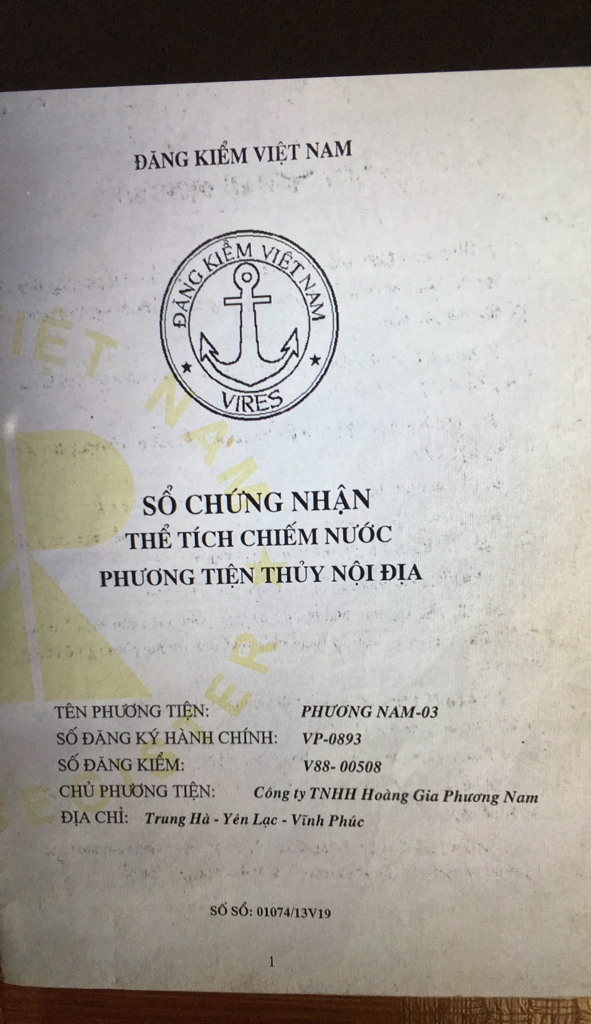 ĐĂNG KIỂM VIỆT NAM
ĐĂNG KIỂM VIỆT NAM
VIRES
VIỆT NAM
REGISTER
SỔ CHỨNG NHẬN
THỂ TÍCH CHIẾM NƯỚC
PHƯƠNG TIỆN THỦY NỘI ĐỊA
TÊN PHƯƠNG TIỆN: PHƯƠNG NAM-03
SỐ ĐĂNG KÝ HÀNH CHÍNH: VP-0893
SỐ ĐĂNG KIỂM: V88- 00508
CHỦ PHƯƠNG TIỆN: Công ty TNHH Hoàng Gia Phương Nam
ĐỊA CHỈ: Trung Hà - Yên Lạc - Vĩnh Phúc
SỐ SỔ: 01074/13V19
1